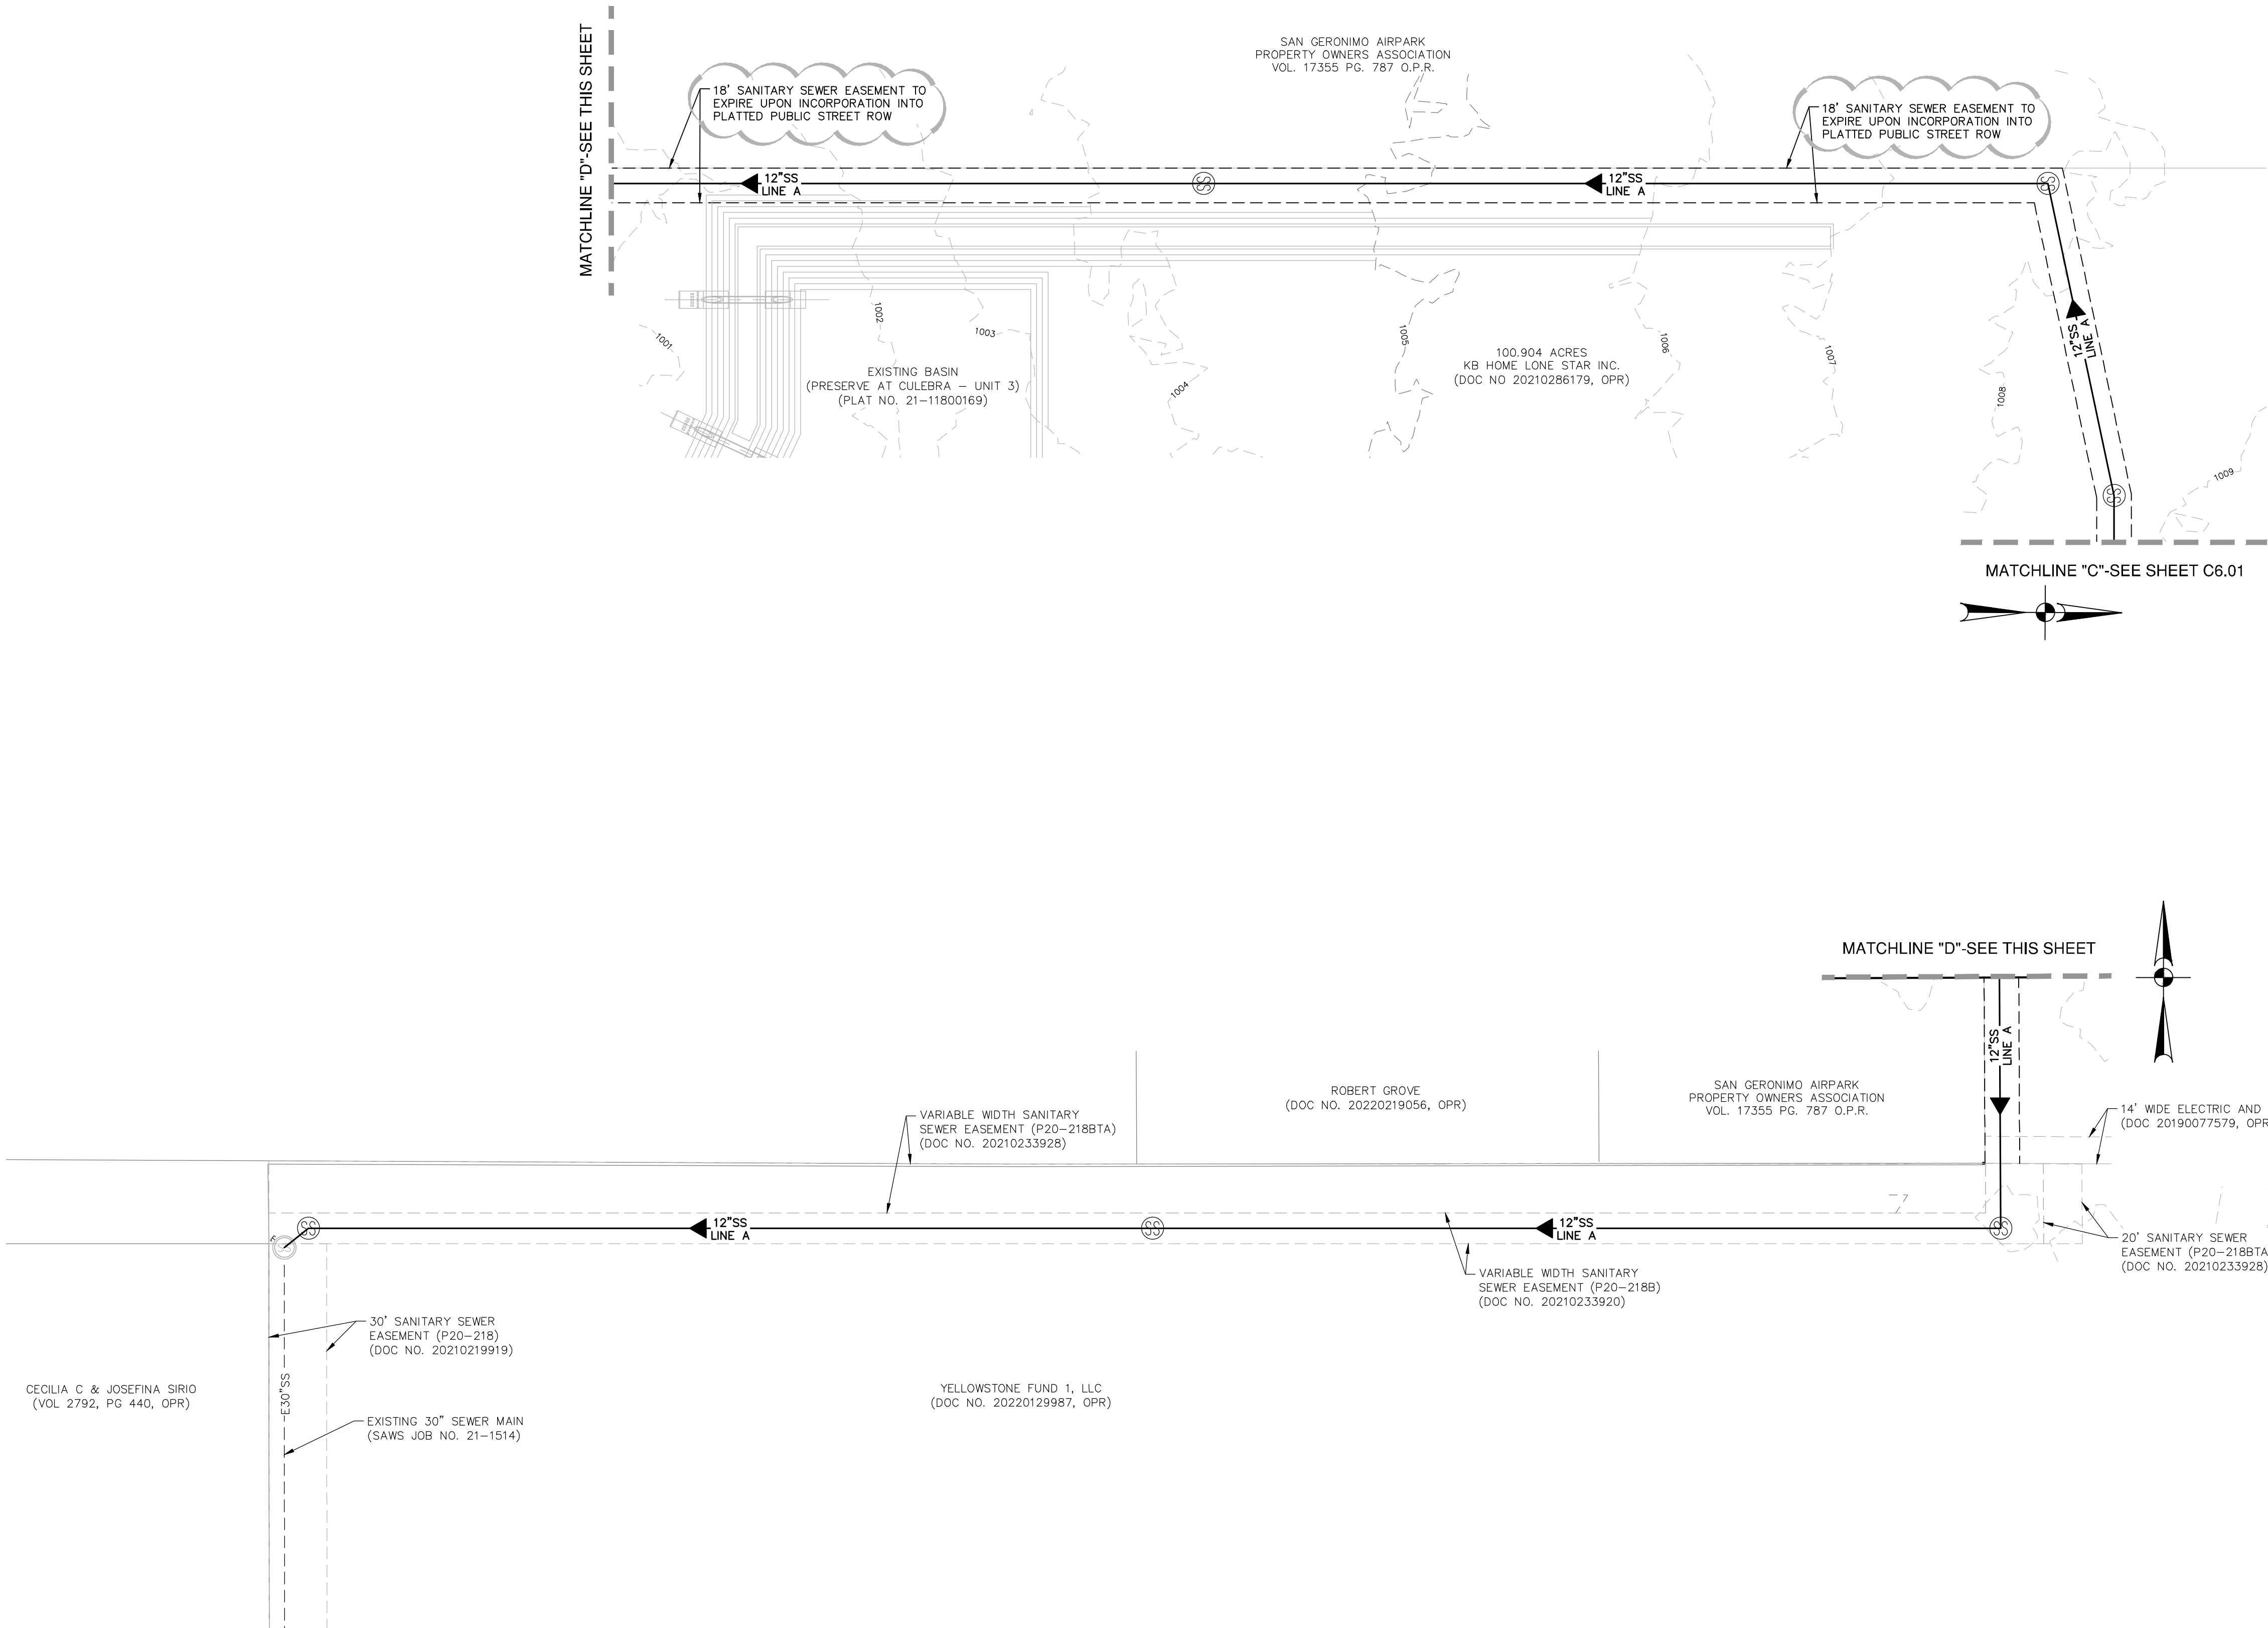 MATCHLINE "D"-SEE THIS SHEET
SAN GERONIMO AIRPARK
PROPERTY OWNERS ASSOCIATION
VOL. 17355 PG. 787 O.P.R.
18' SANITARY SEWER EASEMENT TO
EXPIRE UPON INCORPORATION INTO
PLATTED PUBLIC STREET ROW
18' SANITARY SEWER EASEMENT TO
EXPIRE UPON INCORPORATION INTO
PLATTED PUBLIC STREET ROW
12"SS
LINE A
SS
12"SS
LINE A
SS
12"SS
LINE A
1001
1002
1003
1004
1005
1006
1007
1008
1009
EXISTING BASIN
(PRESERVE AT CULEBRA – UNIT 3)
(PLAT NO. 21–11800169)
100.904 ACRES
KB HOME LONE STAR INC.
(DOC NO 20210286179, OPR)
SS
MATCHLINE "C"-SEE SHEET C6.01
MATCHLINE "D"-SEE THIS SHEET
12"SS
LINE A
ROBERT GROVE
(DOC NO. 20220219056, OPR)
SAN GERONIMO AIRPARK
PROPERTY OWNERS ASSOCIATION
VOL. 17355 PG. 787 O.P.R.
14' WIDE ELECTRIC AND
(DOC 20190077579, OPR
VARIABLE WIDTH SANITARY
SEWER EASEMENT (P20–218BTA)
(DOC NO. 20210233928)
SS
12"SS
LINE A
SS
12"SS
LINE A
SS
SS
20' SANITARY SEWER
EASEMENT (P20–218BTA
(DOC NO. 20210233928)
VARIABLE WIDTH SANITARY
SEWER EASEMENT (P20–218B)
(DOC NO. 20210233920)
30' SANITARY SEWER
EASEMENT (P20–218)
(DOC NO. 20210219919)
E30"SS
CECILIA C & JOSEFINA SIRIO
(VOL 2792, PG 440, OPR)
YELLOWSTONE FUND 1, LLC
(DOC NO. 20220129987, OPR)
EXISTING 30" SEWER MAIN
(SAWS JOB NO. 21–1514)